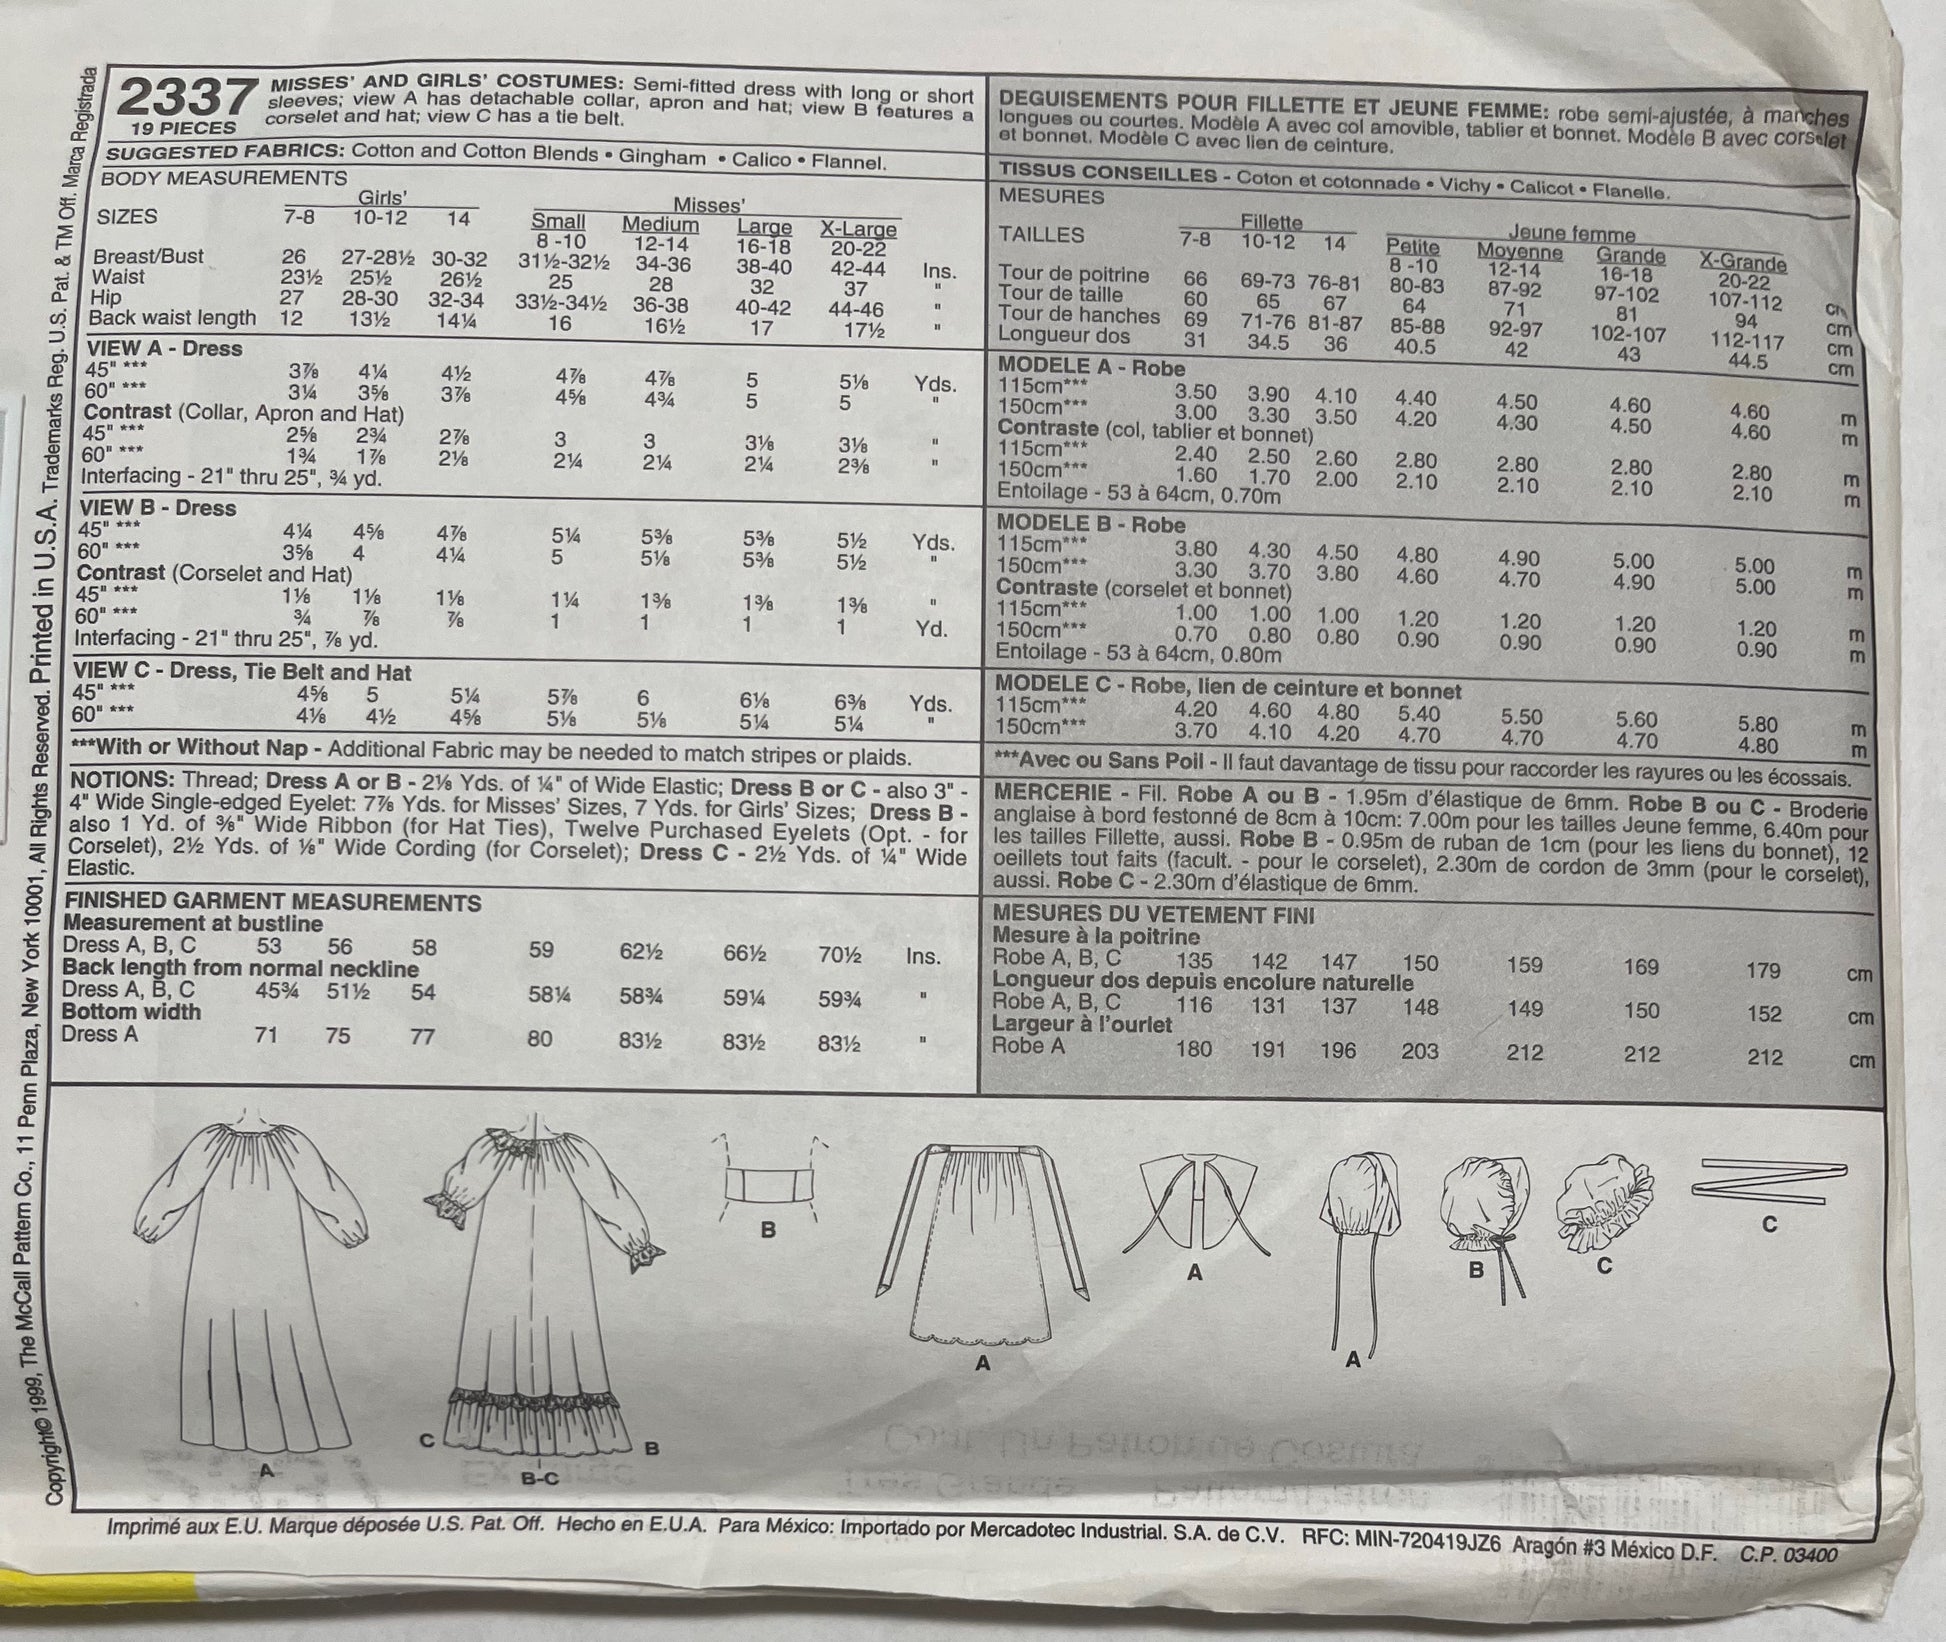 2337
19 PIECES
MISSES' AND GIRLS' COSTUMES: Semi-fitted dress with long or short
sleeves; view A has detachable collar, apron and hat; view B features a
corselet and hat; view C has a tie belt.
SUGGESTED FABRICS: Cotton and Cotton Blends • Gingham • Calico • Flannel.
BODY MEASUREMENTS
Girls' Misses'
SIZES 7-8 10-12 14 Small Medium Large X-Large
8 -10 12-14 16-18 20-22
Breast/Bust 26 27-28½ 30-32 31½-32½ 34-36 38-40 42-44 Ins.
Waist 23½ 25½ 26½ 25 28 32 37 "
Hip 27 28-30 32-34 33½-34½ 36-38 40-42 44-46 "
Back waist length 12 13½ 14¼ 16 16½ 17 17½ "
VIEW A - Dress
45" *** 3⅞ 4¼ 4½ 4⅞ 4⅞ 5 5⅛ Yds.
60" *** 3¼ 3⅝ 3⅞ 4⅝ 4¾ 5 5 "
Contrast (Collar, Apron and Hat)
45" *** 2⅝ 2¾ 2⅞ 3 3 3⅛ 3⅛ "
60" *** 1¾ 1⅞ 2⅛ 2¼ 2¼ 2¼ 2⅜ "
Interfacing - 21" thru 25", ¾ yd.
VIEW B - Dress
45" *** 4¼ 4⅝ 4⅞ 5¼ 5⅜ 5⅜ 5½ Yds.
60" *** 3⅝ 4 4¼ 5 5⅛ 5⅜ 5½ "
Contrast (Corselet and Hat)
45" *** 1⅛ 1⅛ 1⅛ 1¼ 1⅜ 1⅜ 1⅜ "
60" *** ¾ ⅞ ⅞ 1 1 1 1 Yd.
Interfacing - 21" thru 25", ⅞ yd.
VIEW C - Dress, Tie Belt and Hat
45" *** 4⅝ 5 5¼ 5⅞ 6 6⅛ 6⅜ Yds.
60" *** 4⅛ 4½ 4⅝ 5⅛ 5⅛ 5¼ 5¼ "
***With or Without Nap - Additional Fabric may be needed to match stripes or plaids.
NOTIONS: Thread; Dress A or B - 2⅛ Yds. of ¼" of Wide Elastic; Dress B or C - also 3" -
4" Wide Single-edged Eyelet: 7⅞ Yds. for Misses' Sizes, 7 Yds. for Girls' Sizes; Dress B -
also 1 Yd. of ⅜" Wide Ribbon (for Hat Ties), Twelve Purchased Eyelets (Opt. - for
Corselet), 2½ Yds. of ⅛" Wide Cording (for Corselet); Dress C - 2½ Yds. of ¼" Wide
Elastic.
FINISHED GARMENT MEASUREMENTS
Measurement at bustline
Dress A, B, C 53 56 58 59 62½ 66½ 70½ Ins.
Back length from normal neckline
Dress A, B, C 45¾ 51½ 54 58¼ 58¾ 59¼ 59¾ "
Bottom width
Dress A 71 75 77 80 83½ 83½ 83½ "
DEGUISEMENTS POUR FILLETTE ET JEUNE FEMME: robe semi-ajustée, à manches
longues ou courtes. Modèle A avec col amovible, tablier et bonnet. Modèle B avec corselet
et bonnet. Modèle C avec lien de ceinture.
TISSUS CONSEILLES - Coton et cotonnade • Vichy • Calicot • Flanelle.
MESURES
Fillette Jeune femme
TAILLES 7-8 10-12 14 Petite Moyenne Grande X-Grande
8 -10 12-14 16-18 20-22
Tour de poitrine 66 69-73 76-81 80-83 87-92 97-102 107-112 cm
Tour de taille 60 65 67 64 71 81 94 cm
Tour de hanches 69 71-76 81-87 85-88 92-97 102-107 112-117 cm
Longueur dos 31 34.5 36 40.5 42 43 44.5 cm
MODELE A - Robe
115cm*** 3.50 3.90 4.10 4.40 4.50 4.60 4.60 m
150cm*** 3.00 3.30 3.50 4.20 4.30 4.50 4.60 m
Contraste (col, tablier et bonnet)
115cm*** 2.40 2.50 2.60 2.80 2.80 2.80 2.80 m
150cm*** 1.60 1.70 2.00 2.10 2.10 2.10 2.10 m
Entoilage - 53 à 64cm, 0.70m
MODELE B - Robe
115cm*** 3.80 4.30 4.50 4.80 4.90 5.00 5.00 m
150cm*** 3.30 3.70 3.80 4.60 4.70 4.90 5.00 m
Contraste (corselet et bonnet)
115cm*** 1.00 1.00 1.00 1.20 1.20 1.20 1.20 m
150cm*** 0.70 0.80 0.80 0.90 0.90 0.90 0.90 m
Entoilage - 53 à 64cm, 0.80m
MODELE C - Robe, lien de ceinture et bonnet
115cm*** 4.20 4.60 4.80 5.40 5.50 5.60 5.80 m
150cm*** 3.70 4.10 4.20 4.70 4.70 4.70 4.80 m
***Avec ou Sans Poil - Il faut davantage de tissu pour raccorder les rayures ou les écossais.
MERCERIE - Fil. Robe A ou B - 1.95m d'élastique de 6mm. Robe B ou C - Broderie
anglaise à bord festonné de 8cm à 10cm: 7.00m pour les tailles Jeune femme, 6.40m pour
les tailles Fillette, aussi. Robe B - 0.95m de ruban de 1cm (pour les liens du bonnet), 12
oeillets tout faits (facult. - pour le corselet), 2.30m de cordon de 3mm (pour le corselet),
aussi. Robe C - 2.30m d'élastique de 6mm.
MESURES DU VETEMENT FINI
Mesure à la poitrine
Robe A, B, C 135 142 147 150 159 169 179 cm
Longueur dos depuis encolure naturelle
Robe A, B, C 116 131 137 148 149 150 152 cm
Largeur à l'ourlet
Robe A 180 191 196 203 212 212 212 cm
A
C
B-C
B
B
A
A
A
B
C
C
Imprimé aux E.U. Marque déposée U.S. Pat. Off. Hecho en E.U.A. Para México: Importado por Mercadotec Industrial. S.A. de C.V. RFC: MIN-720419JZ6 Aragón #3 México D.F. C.P. 03400
Copyright© 1999, The McCall Pattern Co., 11 Penn Plaza, New York 10001, All Rights Reserved. Printed in U.S.A. Trademarks Reg. U.S. Pat. & TM Off. Marca Registrada